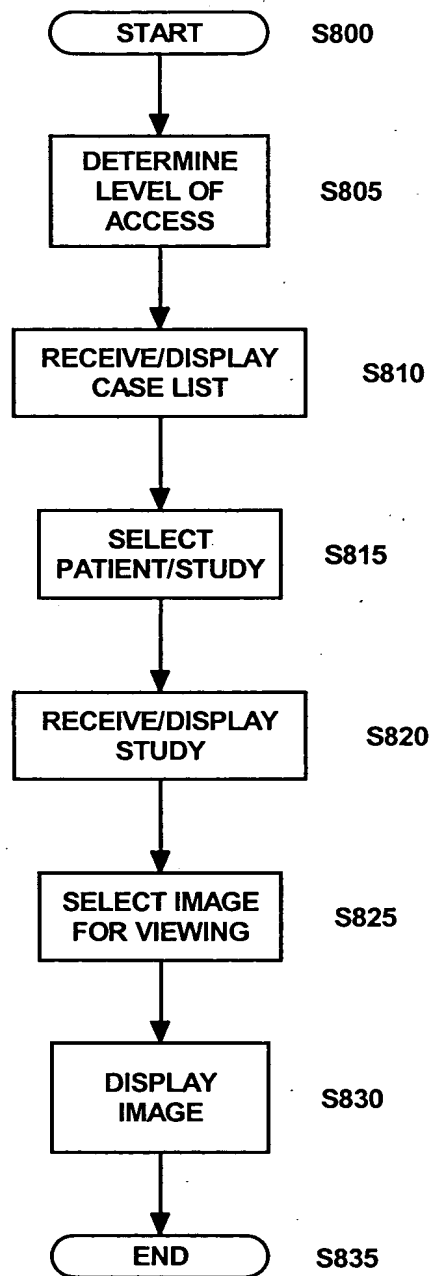 START S800
DETERMINE
LEVEL OF S805
ACCESS
RECEIVE/DISPLAY
CASE LIST S810
SELECT S815
PATIENT/STUDY
RECEIVE/DISPLAY
STUDY S820
SELECT IMAGE
FOR VIEWING S825
DISPLAY
IMAGE S830
END S835